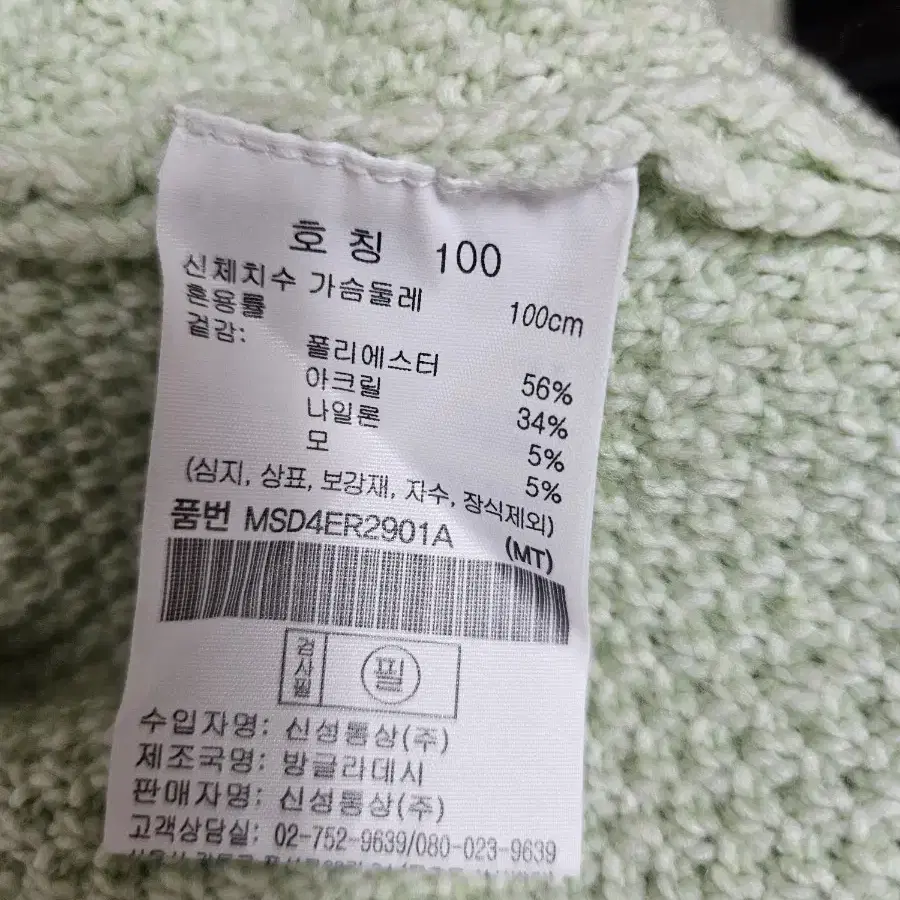 호 칭 100
신체치수 가슴둘레 100cm
혼용률
겉감: 폴리에스터 56%
아크릴 34%
나일론 5%
모 5%
(심지, 상표, 보강재, 자수, 장식제외)
품번 MSD4ER2901A (MT)
검사필 필
수입자명: 신성통상(주)
제조국명: 방글라데시
판매자명: 신성통상(주)
고객상담실: 02-752-9639/080-023-9639